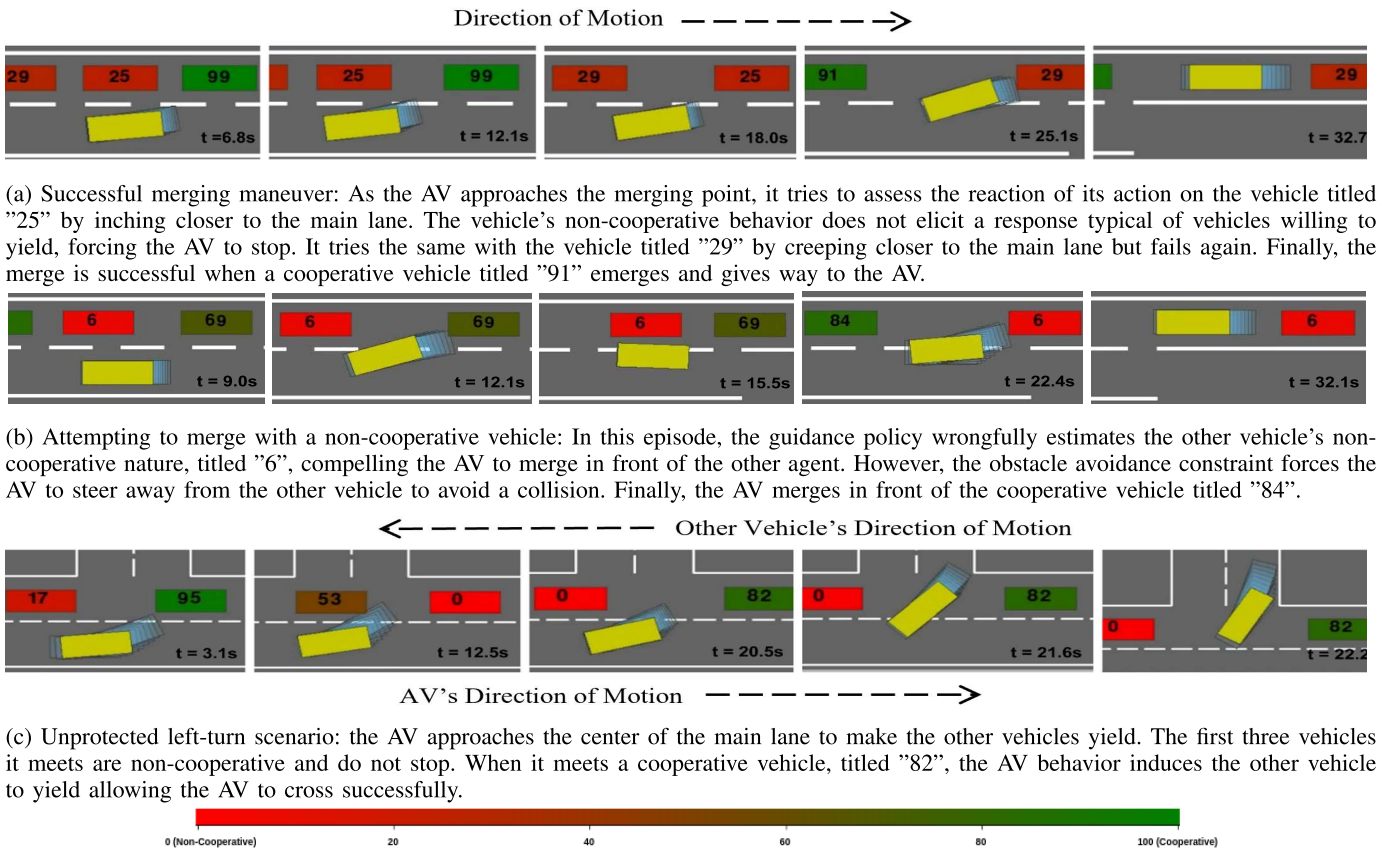 Direction of Motion
29 25 99 t =6.8s
25 99 t = 12.1s
29 25 t = 18.0s
91 29 t = 25.1s
29 t = 32.7
(a) Successful merging maneuver: As the AV approaches the merging point, it tries to assess the reaction of its action on the vehicle titled
”25” by inching closer to the main lane. The vehicle’s non-cooperative behavior does not elicit a response typical of vehicles willing to
yield, forcing the AV to stop. It tries the same with the vehicle titled ”29” by creeping closer to the main lane but fails again. Finally, the
merge is successful when a cooperative vehicle titled ”91” emerges and gives way to the AV.
6 69 t = 9.0s
6 69 t = 12.1s
6 69 t = 15.5s
84 6 t = 22.4s
6 t = 32.1s
(b) Attempting to merge with a non-cooperative vehicle: In this episode, the guidance policy wrongfully estimates the other vehicle’s non-
cooperative nature, titled ”6”, compelling the AV to merge in front of the other agent. However, the obstacle avoidance constraint forces the
AV to steer away from the other vehicle to avoid a collision. Finally, the AV merges in front of the cooperative vehicle titled ”84”.
Other Vehicle’s Direction of Motion
17 95 t = 3.1s
53 0 t = 12.5s
0 82 t = 20.5s
0 82 t = 21.6s
0 82 t = 22.2
AV’s Direction of Motion
(c) Unprotected left-turn scenario: the AV approaches the center of the main lane to make the other vehicles yield. The first three vehicles
it meets are non-cooperative and do not stop. When it meets a cooperative vehicle, titled ”82”, the AV behavior induces the other vehicle
to yield allowing the AV to cross successfully.
0 (Non-Cooperative) 20 40 60 80 100 (Cooperative)